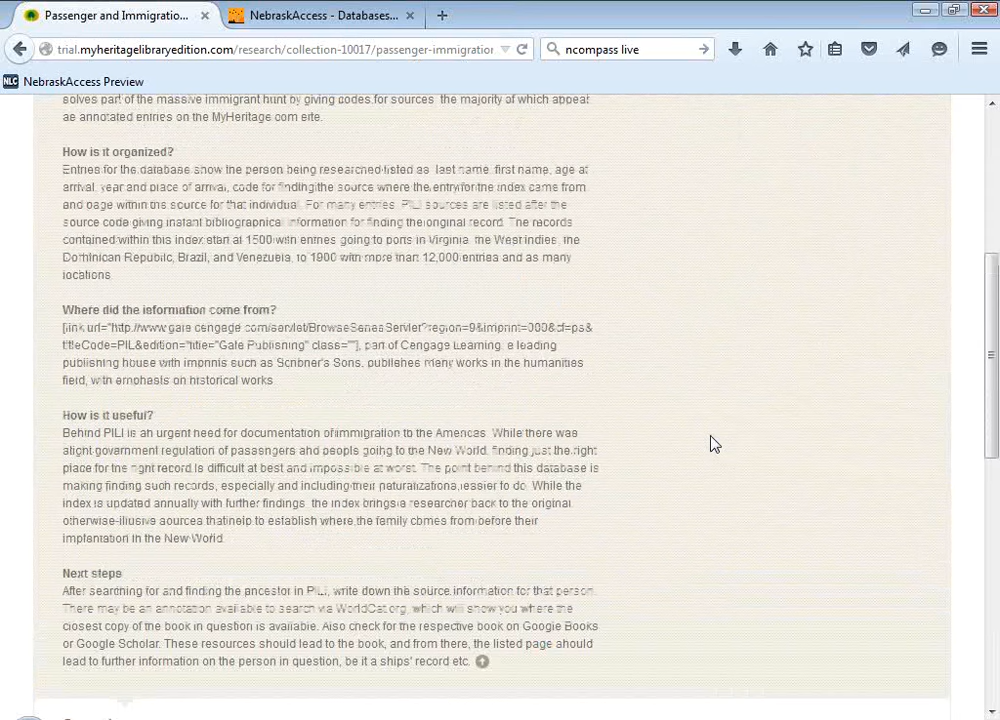 Passenger and Immigratio...
NebraskAccess - Databases...
trial.myheritagelibraryedition.com/research/collection-10017/passenger-immigration
ncompass live
NLC NebraskAccess Preview
solves part of the massive immigrant hunt by giving codes for sources the majority of which appear
as annotated entries on the MyHeritage com site.
How is it organized?
Entries for the database show the person being researched listed as last name first name, age at
arrival year and place of arrival, code for finding the source where the entry for the index came from
and page within the source for that individual. For many entries PILI sources are listed after the
source code giving instant bibliographical information for finding the original record. The records
contained within this index start at 1500 with entries going to ports in Virginia the West Indies, the
Dominican Republic, Brazil, and Venezuela, to 1900 with more than 12,000 entries and as many
locations.
Where did the information come from?
[link url="http://www gale cengage com/servlet/BrowseSeriesServlet?region=9&imprint=000&cf=ps&
titleCode=PIL&edition="title="Gale Publishing" class=""], part of Cengage Learning, a leading
publishing house with imprints such as Scribner's Sons, publishes many works in the humanities
field, with emphasis on historical works.
How is it useful?
Behind PILI is an urgent need for documentation of immigration to the Americas. While there was
slight government regulation of passengers and people going to the New World, finding just the right
place for the right record is difficult at best and impossible at worst. The point behind this database is
making finding such records, especially and including their naturalizations, easier to do. While the
index is updated annually with further findings the index brings a researcher back to the original
otherwise-illusive sources that help to establish where the family comes from before their
implantation in the New World.
Next steps
After searching for and finding the ancestor in PILI, write down the source information for that person.
There may be an annotation available to search via WorldCat.org, which will show you where the
closest copy of the book in question is available. Also check for the respective book on Google Books
or Google Scholar. These resources should lead to the book, and from there, the listed page should
lead to further information on the person in question, be it a ships' record etc.